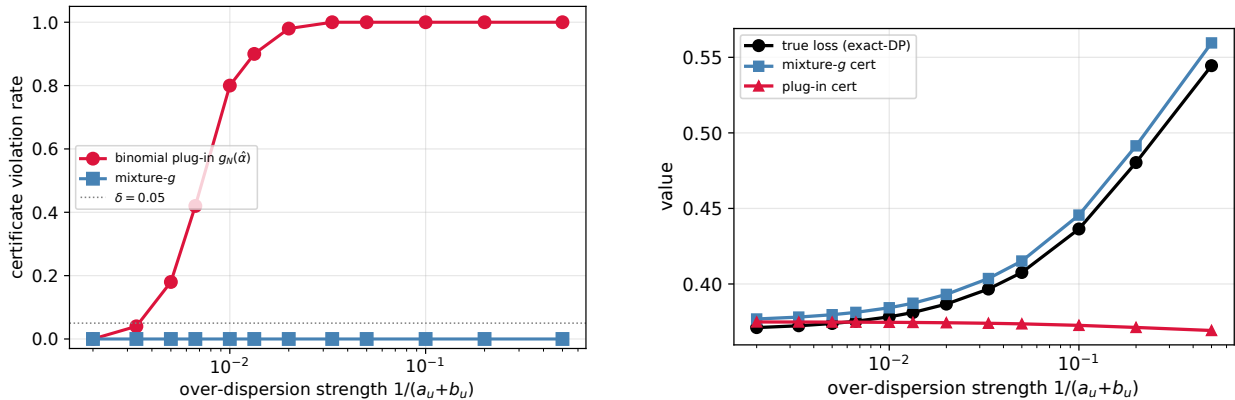 certificate violation rate
1.0
0.8
0.6
0.4
0.2
0.0
binomial plug-in g_N(α̂)
mixture-g
δ = 0.05
10⁻²
10⁻¹
over-dispersion strength 1/(a_u+b_u)
value
0.55
0.50
0.45
0.40
true loss (exact-DP)
mixture-g cert
plug-in cert
10⁻²
10⁻¹
over-dispersion strength 1/(a_u+b_u)